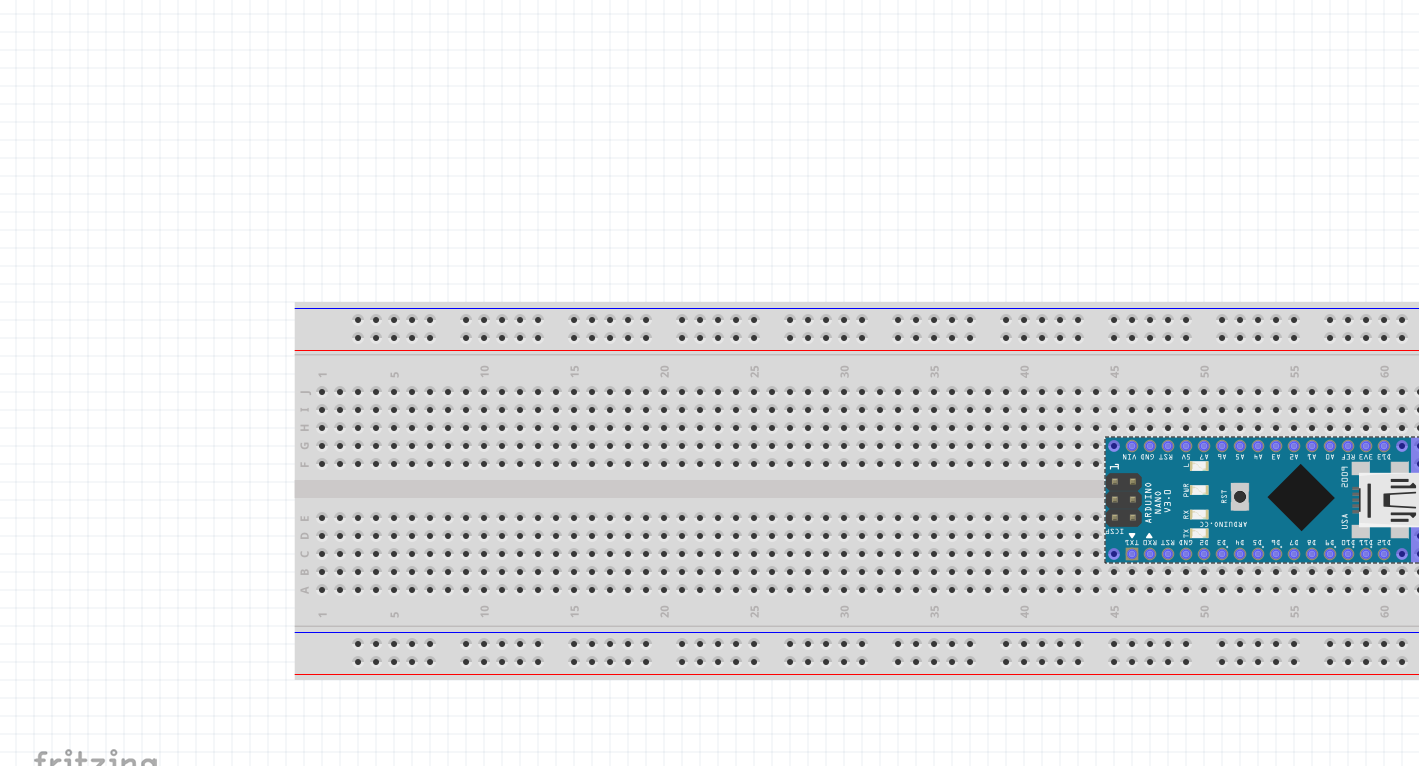 1 5 10 15 20 25 30 35 40 45 50 55 60
J
I
H
G
F
VIN GND RST 5V A7 A6 A5 A4 A3 A2 A1 A0 REF 3V3 D13
L
PWR
RX
TX
RST
1
ICSP
ARDUINO
NANO
V3.0
ARDUINO.CC
2009
USA
TX1 RX0 RST GND D2 D3 D4 D5 D6 D7 D8 D9 D10 D11 D12
E
D
C
B
A
1 5 10 15 20 25 30 35 40 45 50 55 60
fritzing